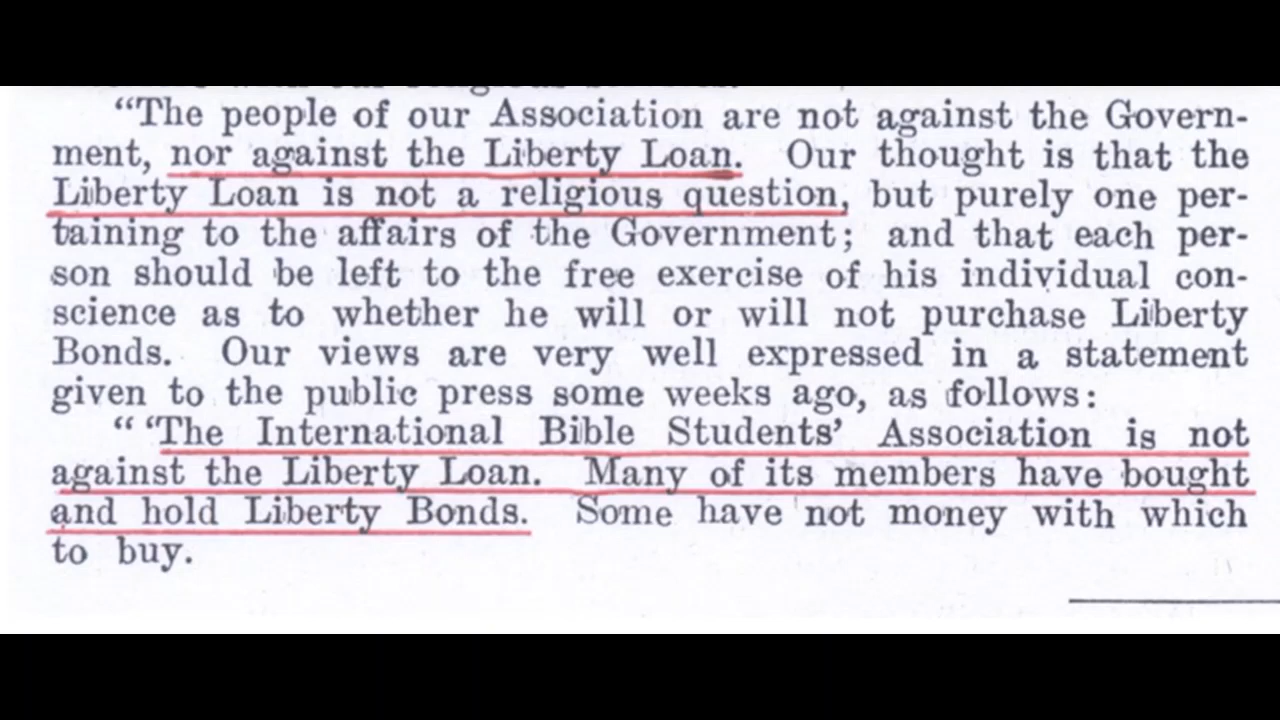 “The people of our Association are not against the Govern-
ment, nor against the Liberty Loan. Our thought is that the
Liberty Loan is not a religious question, but purely one per-
taining to the affairs of the Government; and that each per-
son should be left to the free exercise of his individual con-
science as to whether he will or will not purchase Liberty
Bonds. Our views are very well expressed in a statement
given to the public press some weeks ago, as follows:
“ ‘The International Bible Students’ Association is not
against the Liberty Loan. Many of its members have bought
and hold Liberty Bonds. Some have not money with which
to buy.